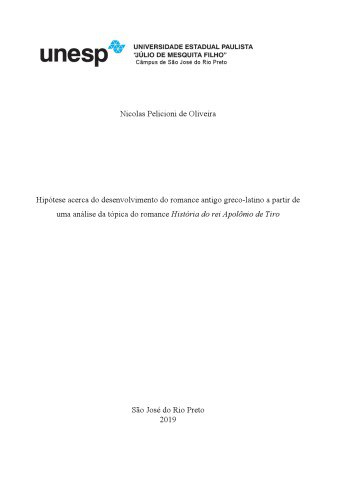 unesp
UNIVERSIDADE ESTADUAL PAULISTA
"JÚLIO DE MESQUITA FILHO"
Câmpus de São José do Rio Preto
Nicolas Pelicioni de Oliveira
Hipótese acerca do desenvolvimento do romance antigo greco-latino a partir de
uma análise da tópica do romance História do rei Apolônio de Tiro
São José do Rio Preto
2019